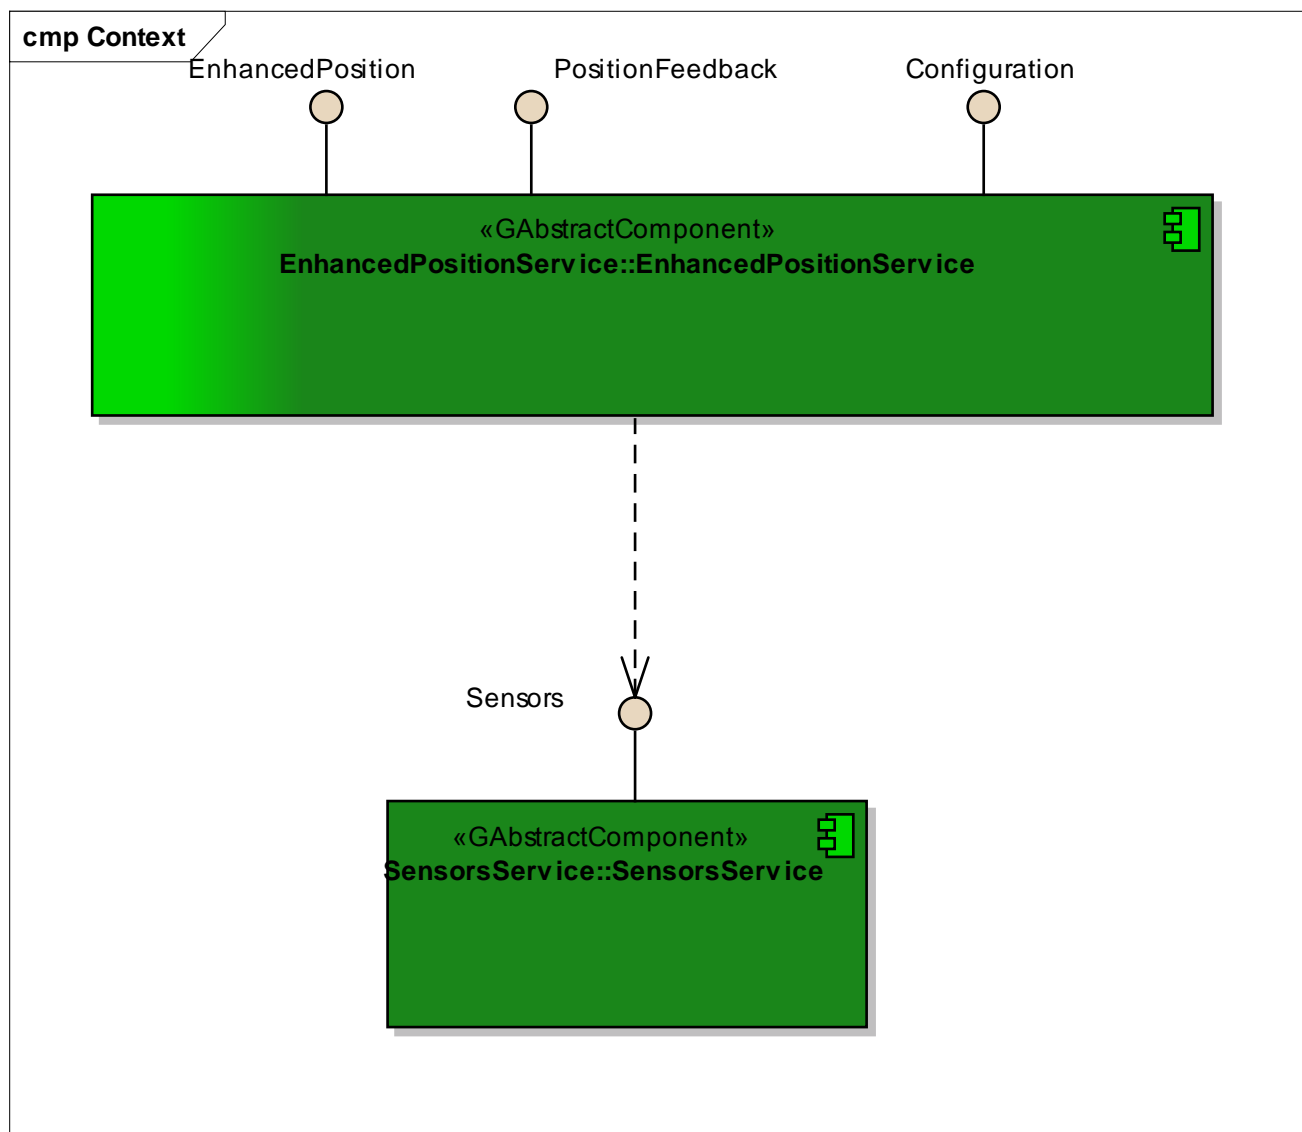 cmp Context
EnhancedPosition
PositionFeedback
Configuration
«GAbstractComponent»
EnhancedPositionService::EnhancedPositionService
Sensors
«GAbstractComponent»
SensorsService::SensorsService